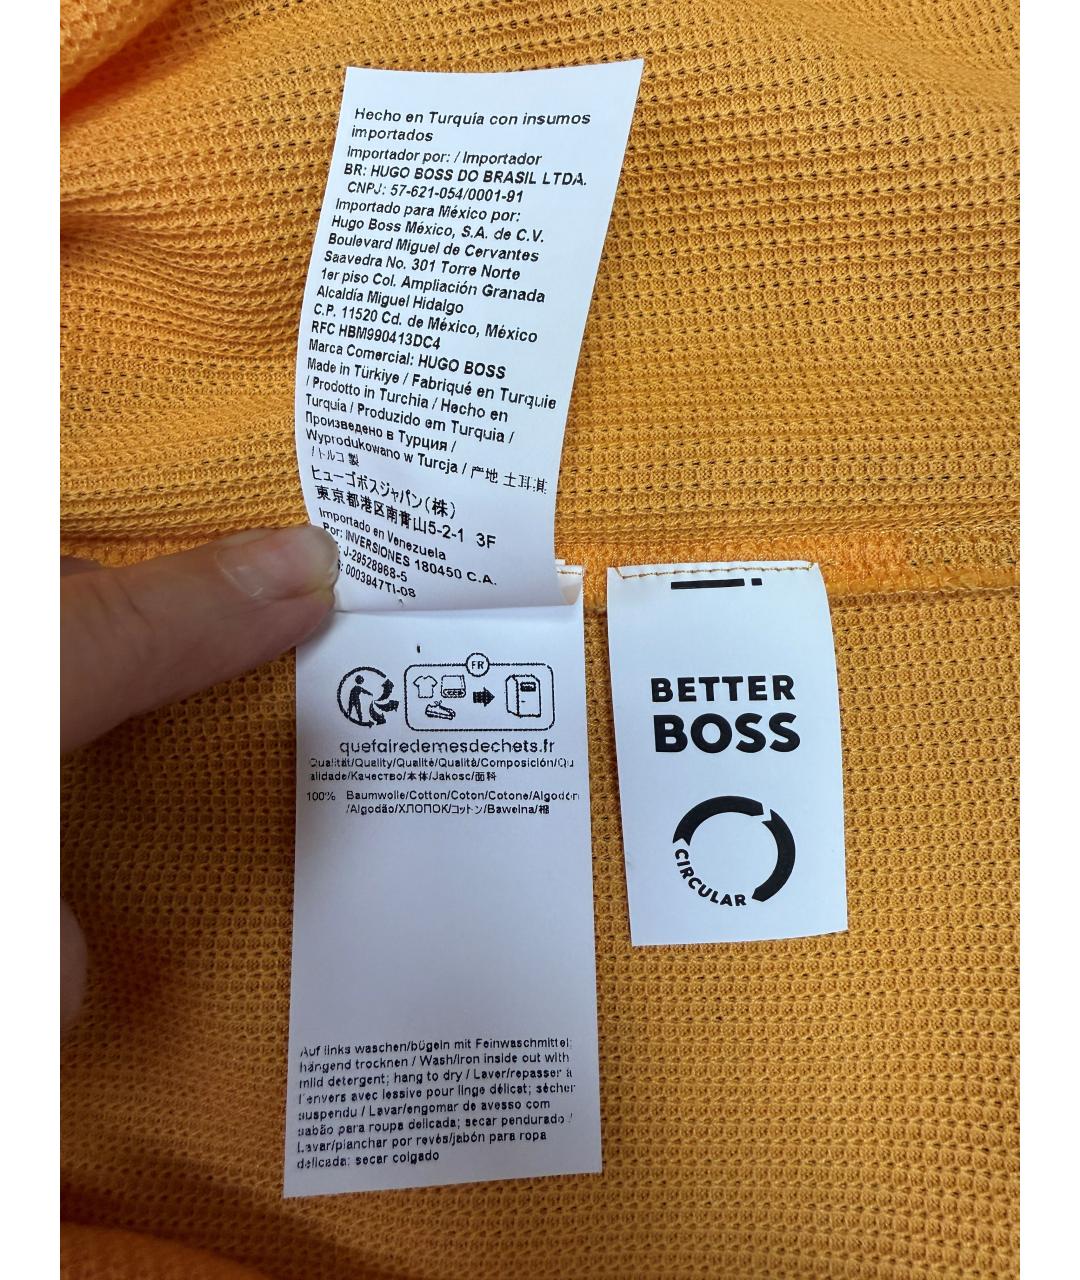 Hecho en Turquía con insumos
importados
Importador por: / Importador
BR: HUGO BOSS DO BRASIL LTDA.
CNPJ: 57-621-054/0001-91
Importado para México por:
Hugo Boss México, S.A. de C.V.
Boulevard Miguel de Cervantes
Saavedra No. 301 Torre Norte
1er piso Col. Ampliación Granada
Alcaldía Miguel Hidalgo
C.P. 11520 Cd. de México, México
RFC HBM990413DC4
Marca Comercial: HUGO BOSS
Made in Türkiye / Fabriqué en Turquie
/ Prodotto in Turchia / Hecho en
Turquía / Produzido em Turquia /
Произведено в Турция /
Wyprodukowano w Turcja / 产地 土耳其
/ トルコ 製
ヒューゴボスジャパン(株)
東京都港区南青山5-2-1 3F
Importado en Venezuela
Por: INVERSIONES 180450 C.A.
J-29528968-5
: 0003947TI-08
FR
quefairedemesdechets.fr
Qualität/Quality/Qualité/Qualità/Composición/Qu
alidade/Качество/本体/Jakosc/面料
100% Baumwolle/Cotton/Coton/Cotone/Algodón
/Algodão/ХЛОПОК/コットン/Bawelna/棉
Auf links waschen/bügeln mit Feinwaschmittel;
hängend trocknen / Wash/iron inside out with
mild detergent; hang to dry / Laver/repasser à
l'envers avec lessive pour linge délicat; sécher
suspendu / Lavar/engomar de avesso com
sabão para roupa delicada; secar pendurado /
Lavar/planchar por revés/jabón para ropa
delicada; secar colgado
BETTER
BOSS
CIRCULAR